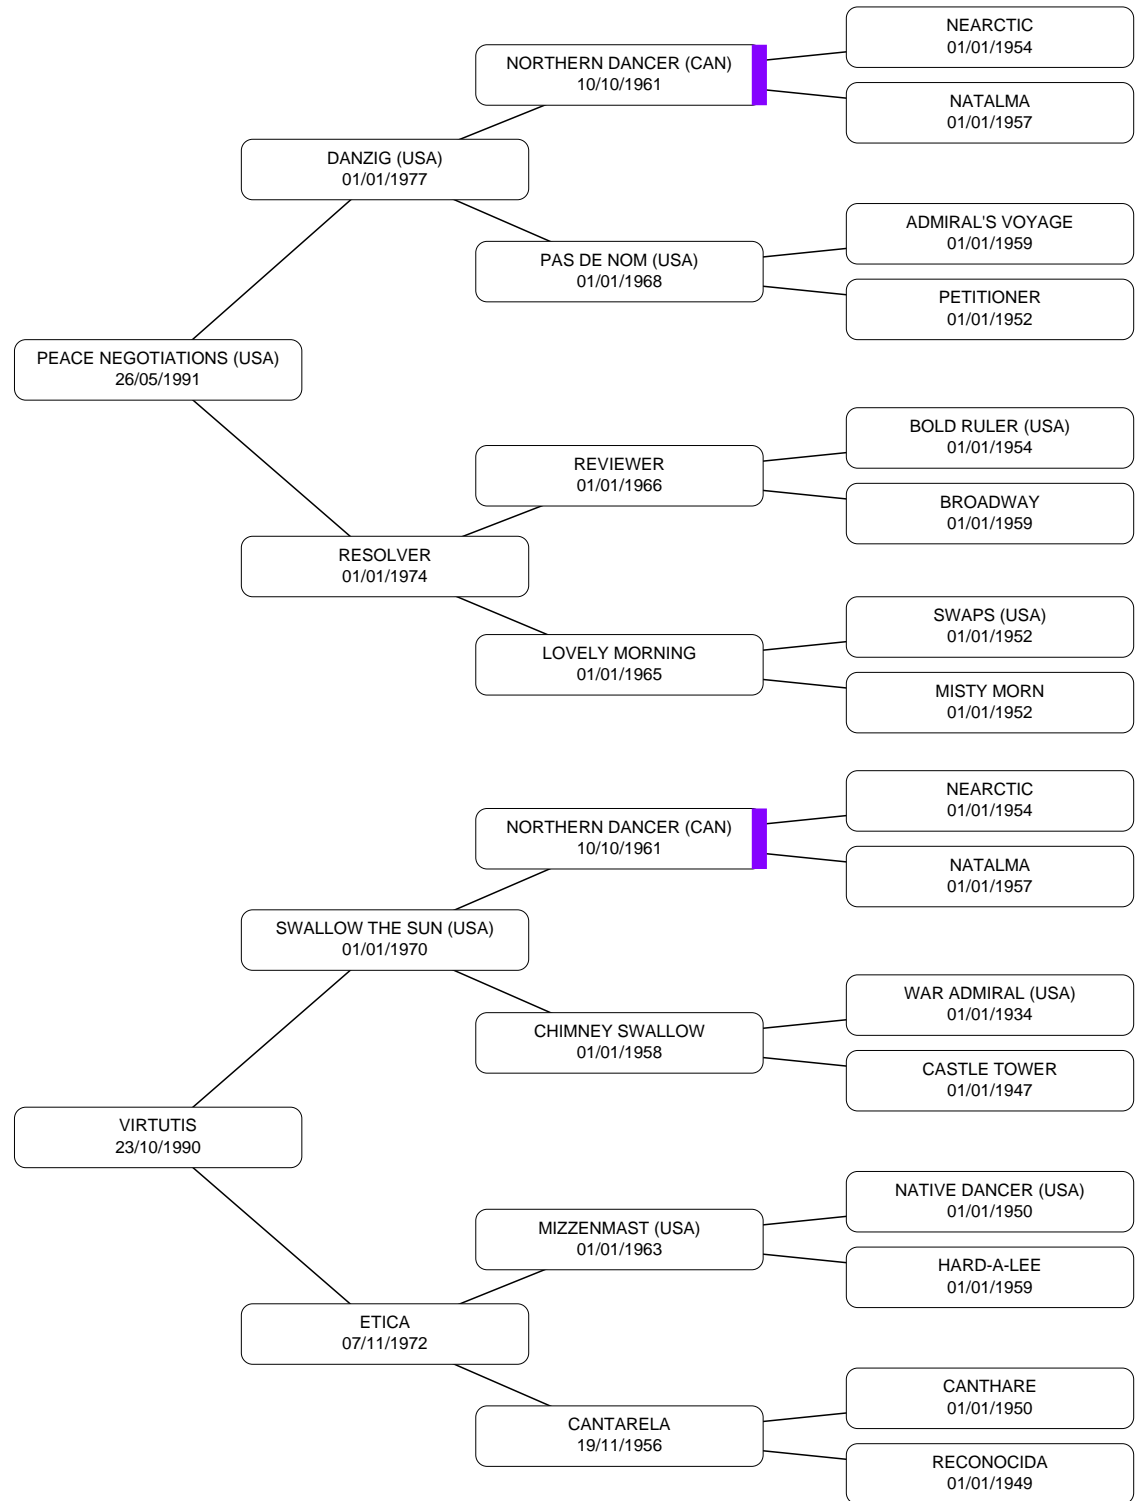 NEARCTIC
01/01/1954
NORTHERN DANCER (CAN)
10/10/1961
NATALMA
01/01/1957
DANZIG (USA)
01/01/1977
ADMIRAL'S VOYAGE
01/01/1959
PAS DE NOM (USA)
01/01/1968
PETITIONER
01/01/1952
PEACE NEGOTIATIONS (USA)
26/05/1991
BOLD RULER (USA)
01/01/1954
REVIEWER
01/01/1966
BROADWAY
01/01/1959
RESOLVER
01/01/1974
SWAPS (USA)
01/01/1952
LOVELY MORNING
01/01/1965
MISTY MORN
01/01/1952
NEARCTIC
01/01/1954
NORTHERN DANCER (CAN)
10/10/1961
NATALMA
01/01/1957
SWALLOW THE SUN (USA)
01/01/1970
WAR ADMIRAL (USA)
01/01/1934
CHIMNEY SWALLOW
01/01/1958
CASTLE TOWER
01/01/1947
VIRTUTIS
23/10/1990
NATIVE DANCER (USA)
01/01/1950
MIZZENMAST (USA)
01/01/1963
HARD-A-LEE
01/01/1959
ETICA
07/11/1972
CANTHARE
01/01/1950
CANTARELA
19/11/1956
RECONOCIDA
01/01/1949